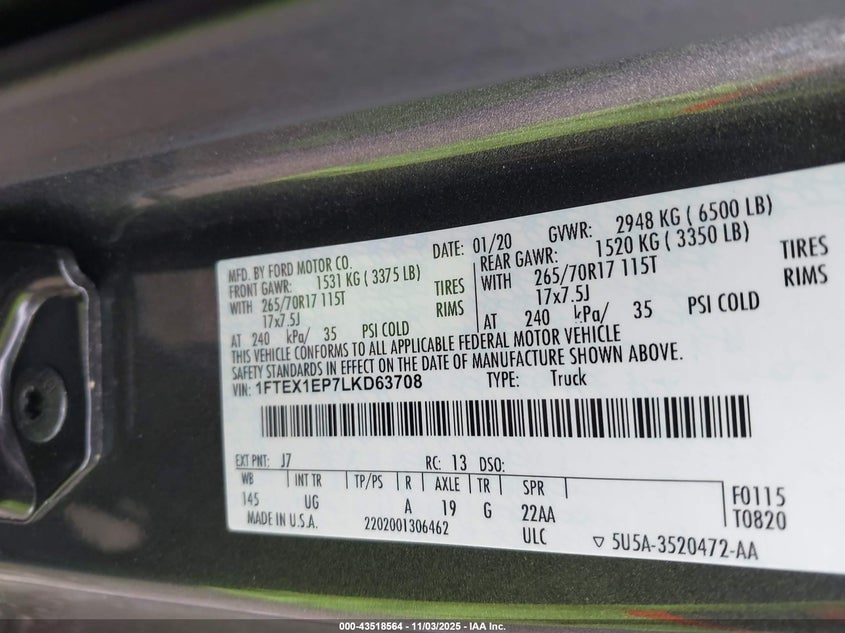 MFD. BY FORD MOTOR CO. DATE: 01/20 GVWR: 2948 KG ( 6500 LB)
FRONT GAWR: 1531 KG ( 3375 LB) REAR GAWR: 1520 KG ( 3350 LB)
WITH 265/70R17 115T TIRES WITH 265/70R17 115T TIRES
17x7.5J RIMS 17x7.5J RIMS
AT 240 kPa/ 35 PSI COLD AT 240 kPa/ 35 PSI COLD
THIS VEHICLE CONFORMS TO ALL APPLICABLE FEDERAL MOTOR VEHICLE
SAFETY STANDARDS IN EFFECT ON THE DATE OF MANUFACTURE SHOWN ABOVE.
VIN: 1FTEX1EP7LKD63708 TYPE: Truck
EXT PNT: J7 RC: 13 DSO:
WB INT TR TP/PS R AXLE TR SPR
145 UG A 19 G 22AA F0115
MADE IN U.S.A. 2202001306462 ULC T0820
▽ 5U5A-3520472-AA
000-43518564 - 11/03/2025 - IAA Inc.